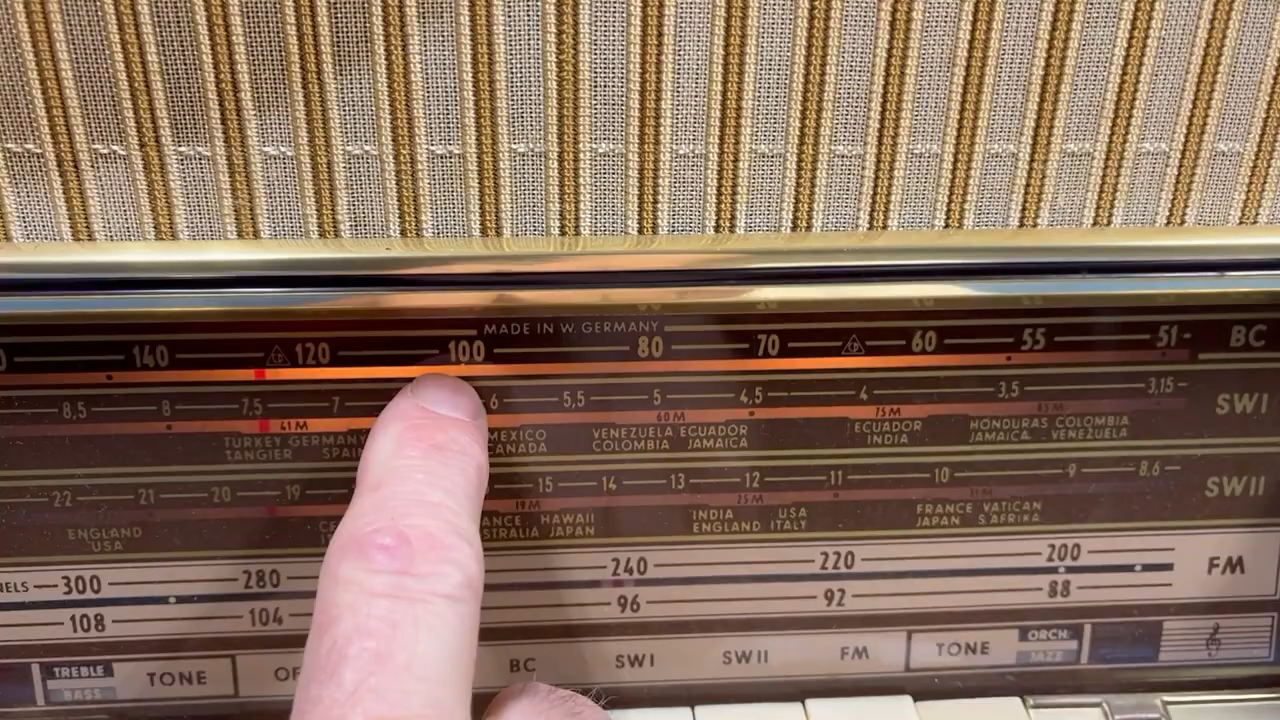 MADE IN W. GERMANY
140 120 100 80 70 60 55 51 BC
8,5 8 7,5 7 6 5,5 5 4,5 4 3,5 3,15 SWI
41M 60M 75M 85M
TURKEY GERMANY MEXICO VENEZUELA ECUADOR ECUADOR HONDURAS COLOMBIA
TANGIER SPAIN CANADA COLOMBIA JAMAICA INDIA JAMAICA VENEZUELA
22 21 20 19 15 14 13 12 11 10 9 8,6 SWII
19M 25M 31M
ENGLAND HAWAII INDIA USA FRANCE VATICAN
USA JAPAN ENGLAND ITALY JAPAN S.AFRIKA
300 280 240 220 200 FM
108 104 96 92 88
TREBLE TONE BC SWI SWII FM TONE ORCH.
BASS JAZZ